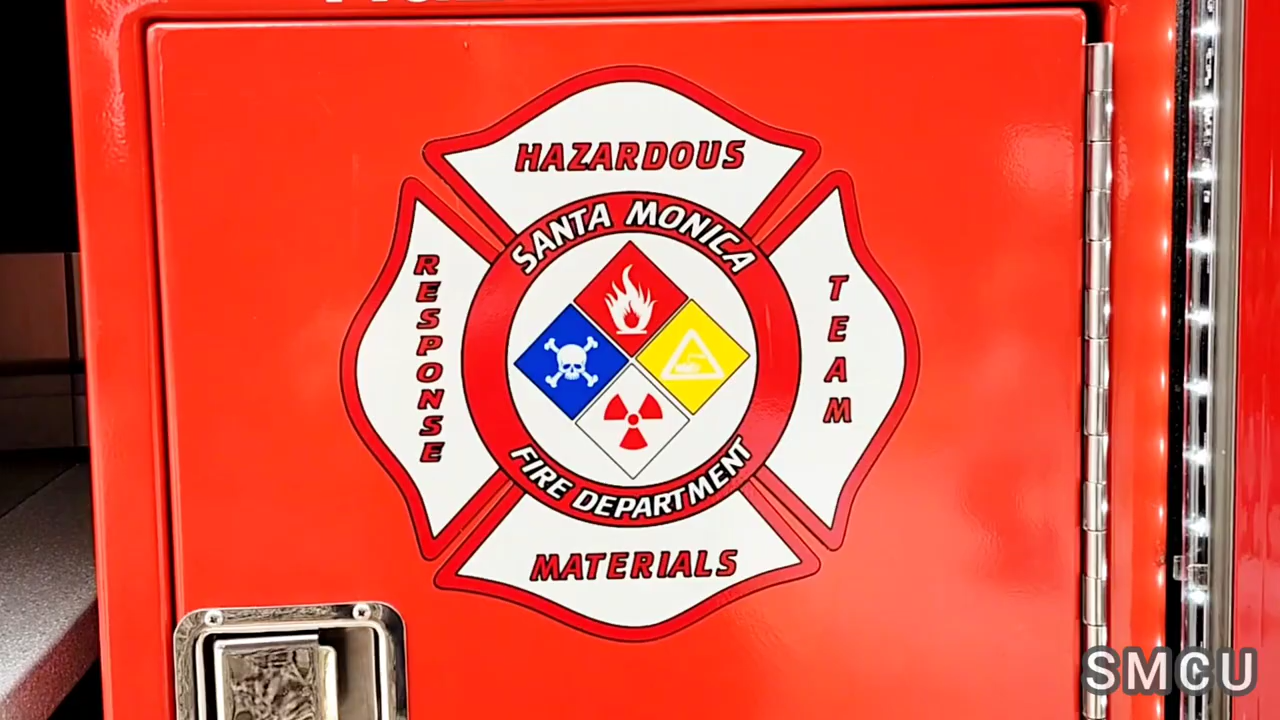 HAZARDOUS
SANTA MONICA
RESPONSE
TEAM
FIRE DEPARTMENT
MATERIALS
SMCU